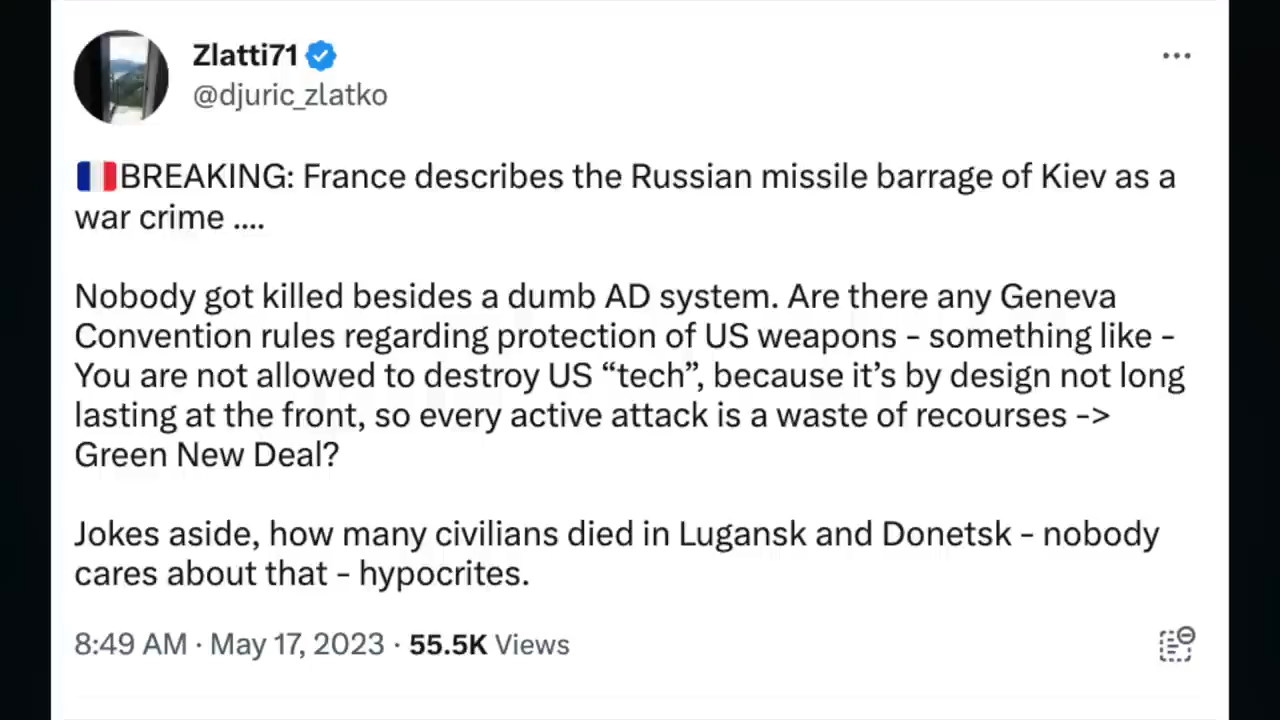 Zlatti71
@djuric_zlatko
🇫🇷BREAKING: France describes the Russian missile barrage of Kiev as a
war crime ....
Nobody got killed besides a dumb AD system. Are there any Geneva
Convention rules regarding protection of US weapons - something like -
You are not allowed to destroy US “tech”, because it’s by design not long
lasting at the front, so every active attack is a waste of recourses ->
Green New Deal?
Jokes aside, how many civilians died in Lugansk and Donetsk - nobody
cares about that - hypocrites.
8:49 AM · May 17, 2023 · 55.5K Views